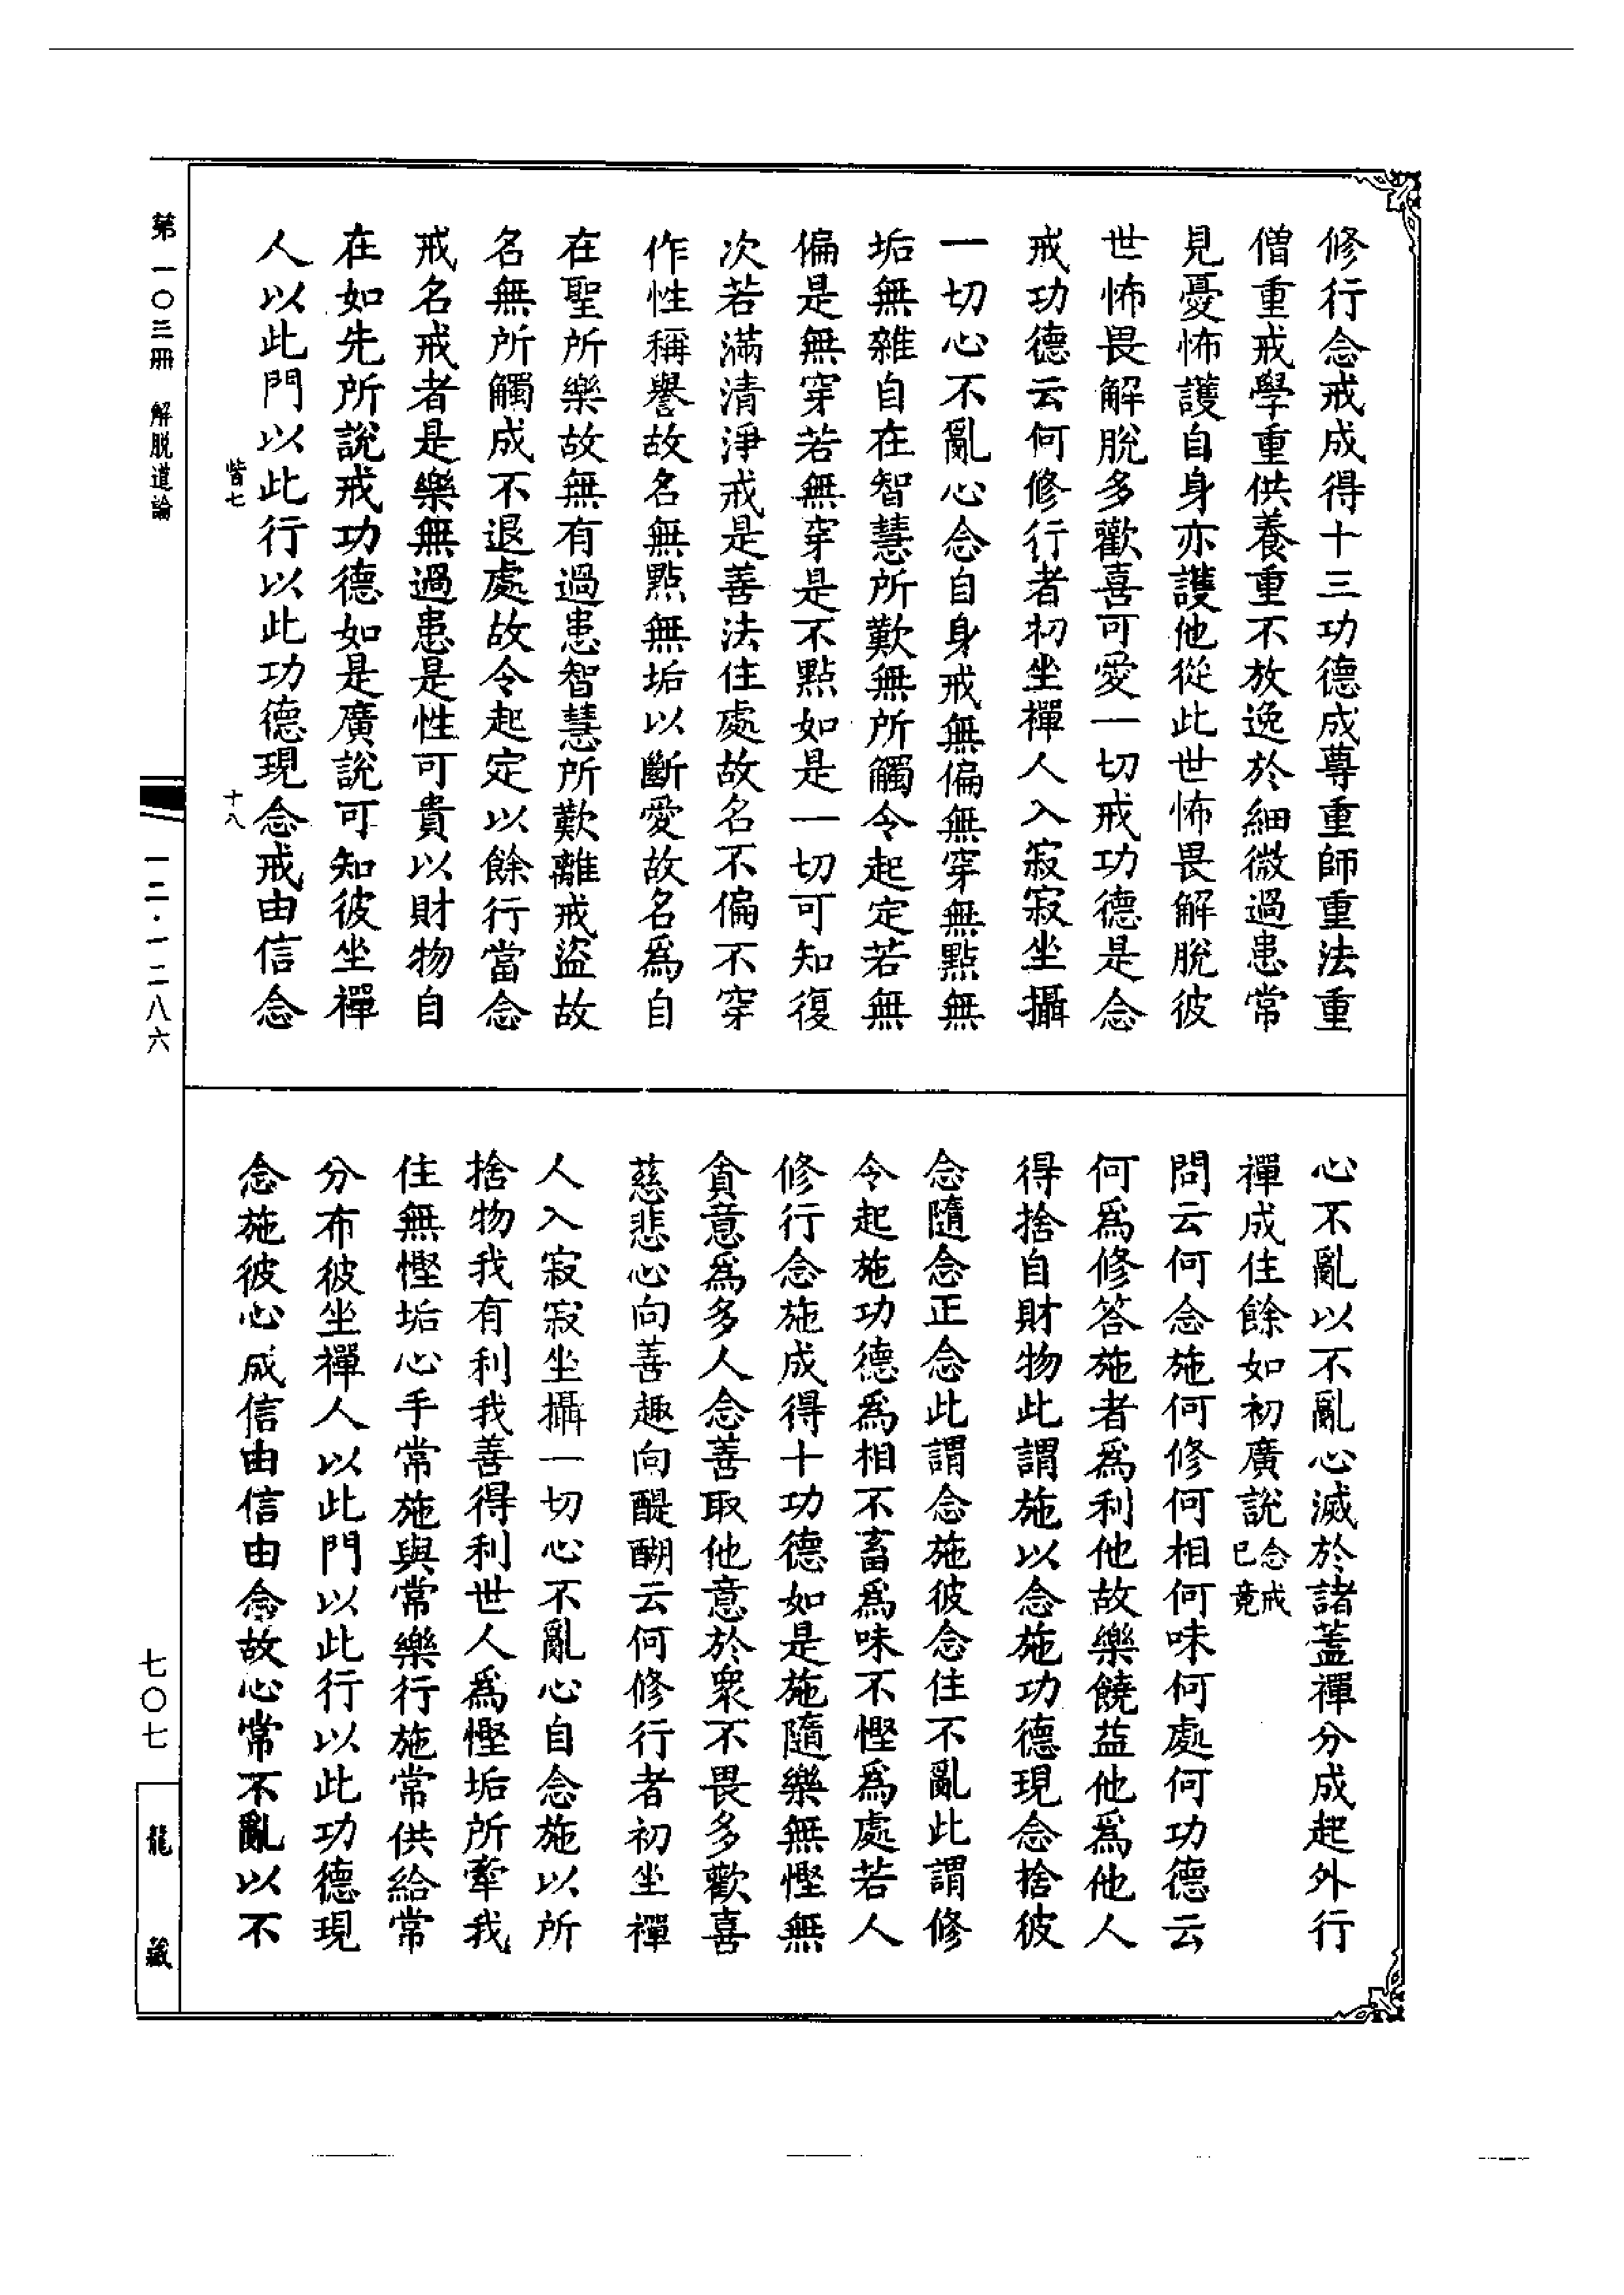 修行念戒成得十三功德成尊重師重法重
僧重戒學重供養重不放逸於細微過患常
見憂怖護自身亦護他從此世怖畏解脫彼
世怖畏解脫多歡喜可愛一切戒功德是念
戒功德云何修行者初坐禪人入寂寂坐攝
一切心不亂心念自身戒無偏無穿無點無
垢無雜自在智慧所歎無所觸令起定若無
偏是無穿若無穿是不點如是一切可知復
次若滿清淨戒是善法住處故名不偏不穿
作性稱譽故名無點無垢以斷愛故名為自
在聖所樂故無有過患智慧所歎離戒盜故
名無所觸成不退處故令起定以餘行當念
戒名戒者是樂無過患是性可貴以財物自
在如先所說戒功德如是廣說可知彼坐禪
人以此門以此行以此功德現念戒由信念
皆七 十八
心不亂以不亂心滅於諸蓋禪分成起外行
禪成住餘如初廣說念戒已竟
問云何念施何修何相何味何處何功德云
何為修答施者為利他故樂饒益他為他人
得捨自財物此謂施以念施功德現念捨彼
念隨念正念此謂念施彼念住不亂此謂修
令起施功德為相不畜為味不慳為處若人
修行念施成得十功德如是施隨樂無慳無
貪意為多人念善取他意於眾不畏多歡喜
慈悲心向善趣向醍醐云何修行者初坐禪
人入寂寂坐攝一切心不亂心自念施以所
捨物我有利我善得利世人為慳垢所牽我
住無慳垢心手常施與常樂行施常供給常
分布彼坐禪人以此門以此行以此功德現
念施彼心成信由信由念故心常不亂以不
第一〇三冊 解脫道論
一二·一二八六
七〇七
龍藏